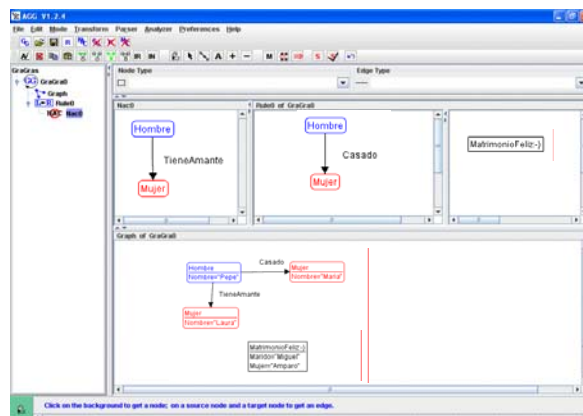 AGG V1.2.4
File Edit Mode Transform Parser Analyzer Preferences Help
GraGras
GraGra0
Graph
Rule0
Nac0
Node Type
Edge Type
Nac0
Rule0 of GraGra0
Hombre
TieneAmante
Mujer
Hombre
Casado
Mujer
MatrimonioFeliz:-)
Graph of GraGra0
Hombre
Nombre="Pepe"
Casado
Mujer
Nombre="Maria"
TieneAmante
Mujer
Nombre="Laura"
MatrimonioFeliz:-)
Marido="Miguel"
Mujer="Amparo"
Click on the background to get a node; on a source node and a target node to get an edge.